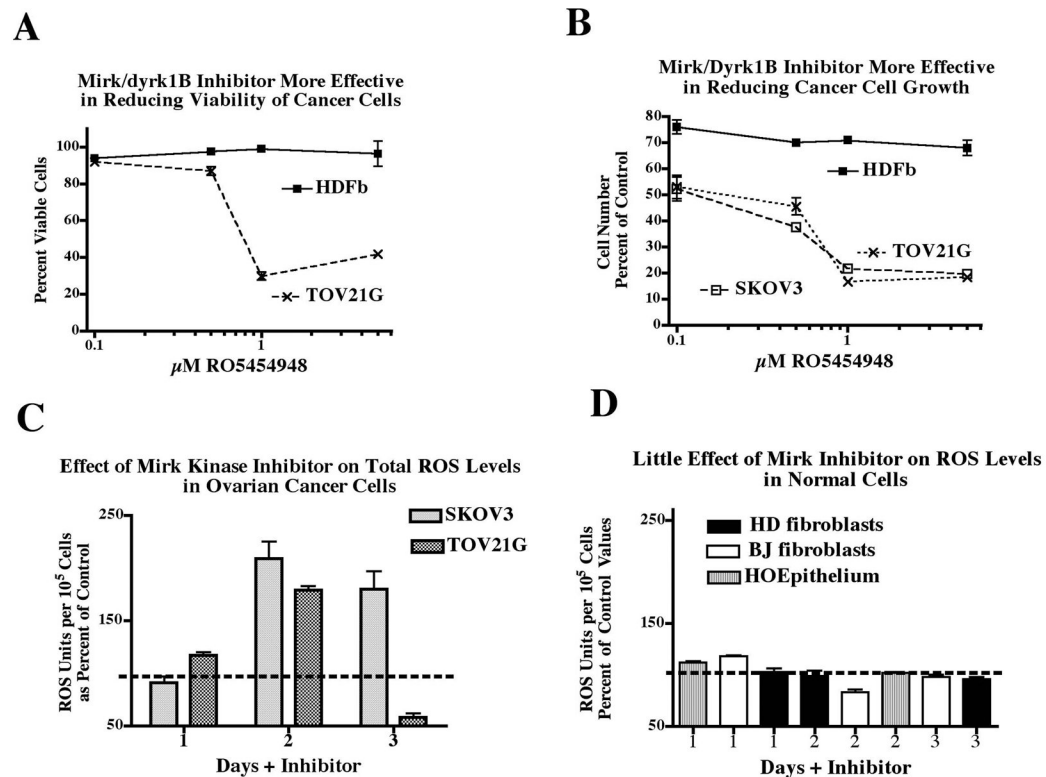 A
Mirk/dyrk1B Inhibitor More Effective
in Reducing Viability of Cancer Cells
Percent Viable Cells
100
80
60
40
20
0
HDFb
TOV21G
0.1
1
µM RO5454948
B
Mirk/Dyrk1B Inhibitor More Effective
in Reducing Cancer Cell Growth
Cell Number
Percent of Control
80
70
60
50
40
30
20
10
0
HDFb
TOV21G
SKOV3
0.1
1
µM RO5454948
C
Effect of Mirk Kinase Inhibitor on Total ROS Levels
in Ovarian Cancer Cells
ROS Units per 10⁵ Cells
as Percent of Control
250
150
50
SKOV3
TOV21G
1 2 3
Days + Inhibitor
D
Little Effect of Mirk Inhibitor on ROS Levels
in Normal Cells
ROS Units per 10⁵ Cells
Percent of Control Values
250
150
50
HD fibroblasts
BJ fibroblasts
HOEpithelium
1 1 1 2 2 2 3 3
Days + Inhibitor